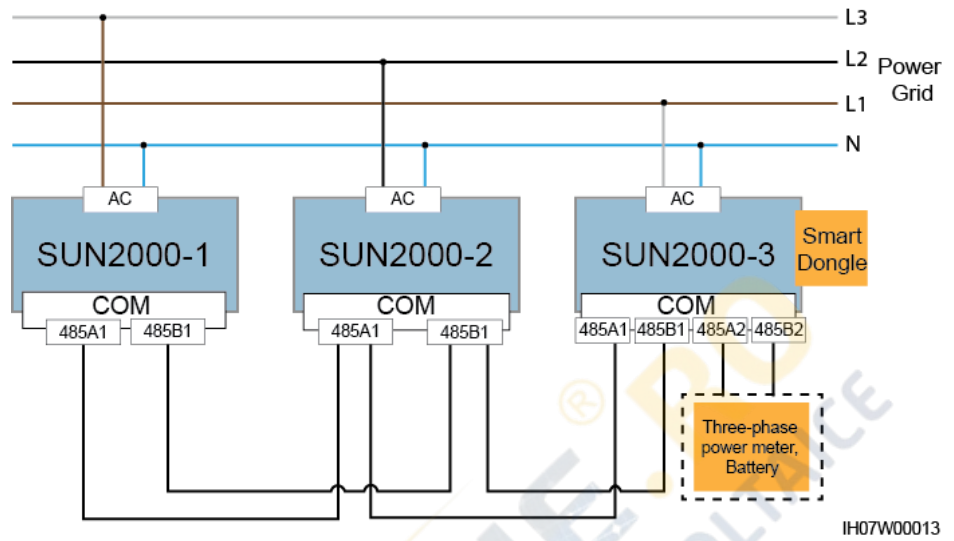 L3
L2
Power
Grid
L1
N
AC
AC
AC
SUN2000-1
SUN2000-2
SUN2000-3
Smart
Dongle
COM
COM
COM
485A1
485B1
485A1
485B1
485A1
485B1
485A2
485B2
Three-phase
power meter,
Battery
®
.RO
IH07W00013